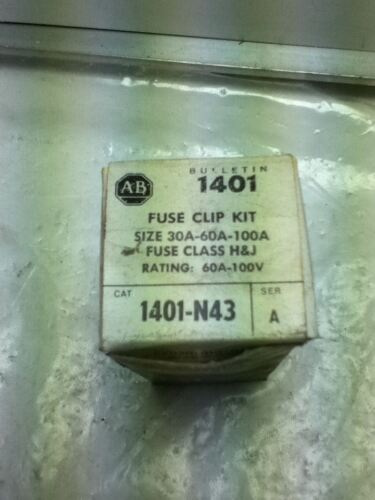 AB
BULLETIN
1401
FUSE CLIP KIT
SIZE 30A-60A-100A
FUSE CLASS H&J
RATING: 60A-100V
CAT SER
1401-N43 A